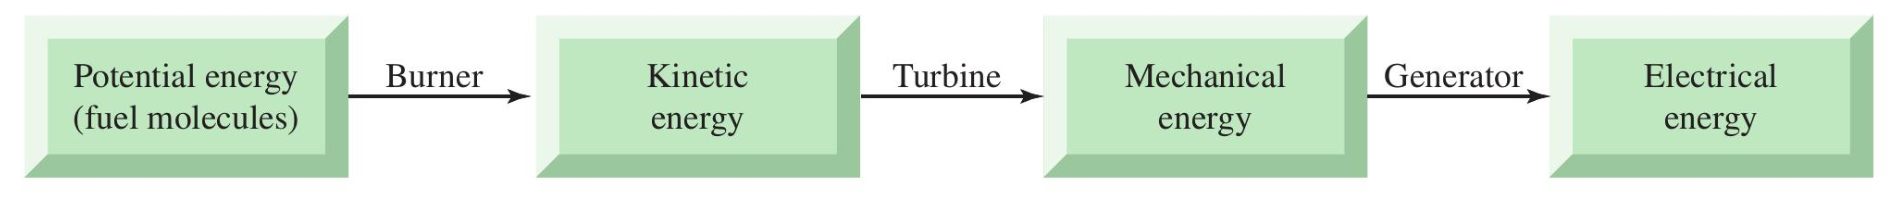 Potential energy
(fuel molecules)
Burner
Kinetic
energy
Turbine
Mechanical
energy
Generator
Electrical
energy